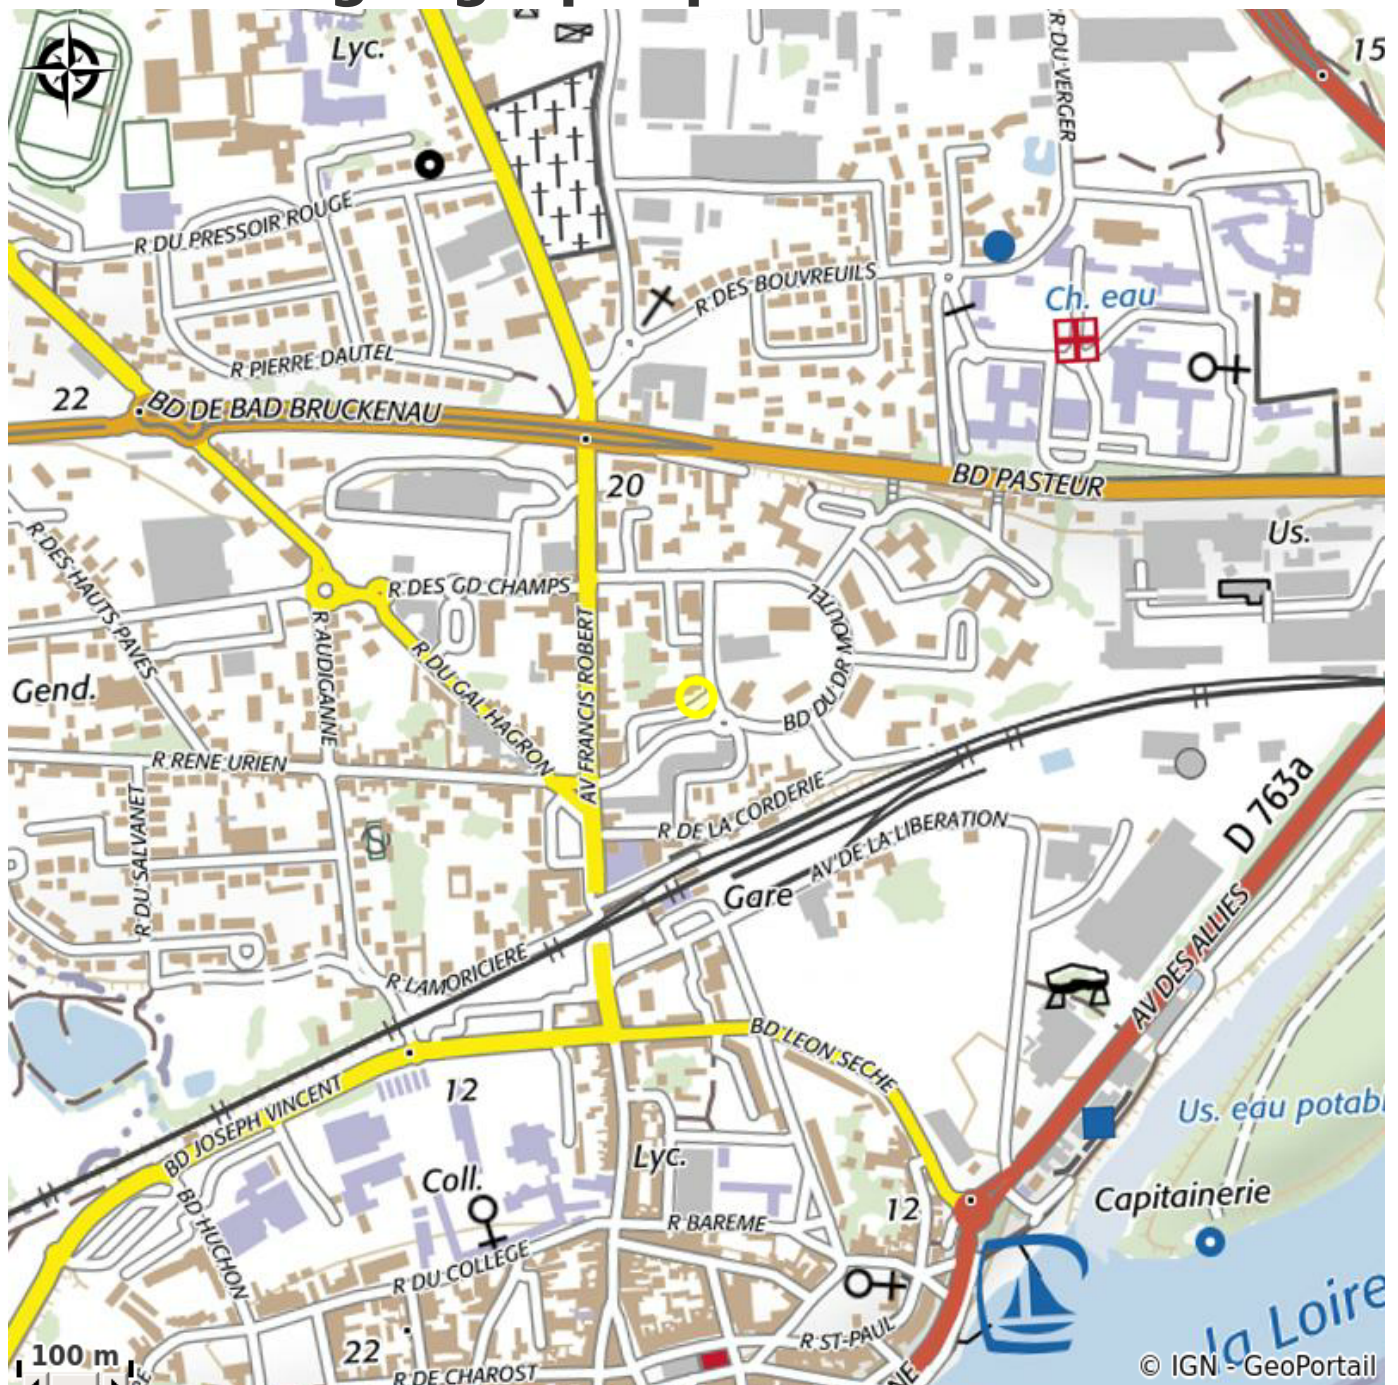 Lyc.
R DU VERGER
15
R DU PRESSOIR ROUGE
R DES BOUVREUILS
Ch. eau
R PIERRE DAUTEL
22
BD DE BAD BRUCKENAU
BD PASTEUR
20
Us.
R DES HAUTS PAVES
R DES GD CHAMPS
R AUDIGANNE
R DU GAL HAGRON
AV FRANCIS ROBERT
BD DU DR MOUTEL
Gend.
R RENE URIEN
R DU SALVANET
R DE LA CORDERIE
AV DE LA LIBERATION
D 763a
Gare
AV DES ALLIES
R LAMORICIERE
BD LEON SECHE
12
BD JOSEPH VINCENT
Us. eau potabl
Lyc.
Coll.
BD HUCHON
R BAREME
12
Capitainerie
R DU COLLEGE
la Loire
R ST-PAUL
22
100 m
R DE CHAROST
NE
© IGN - GeoPortail